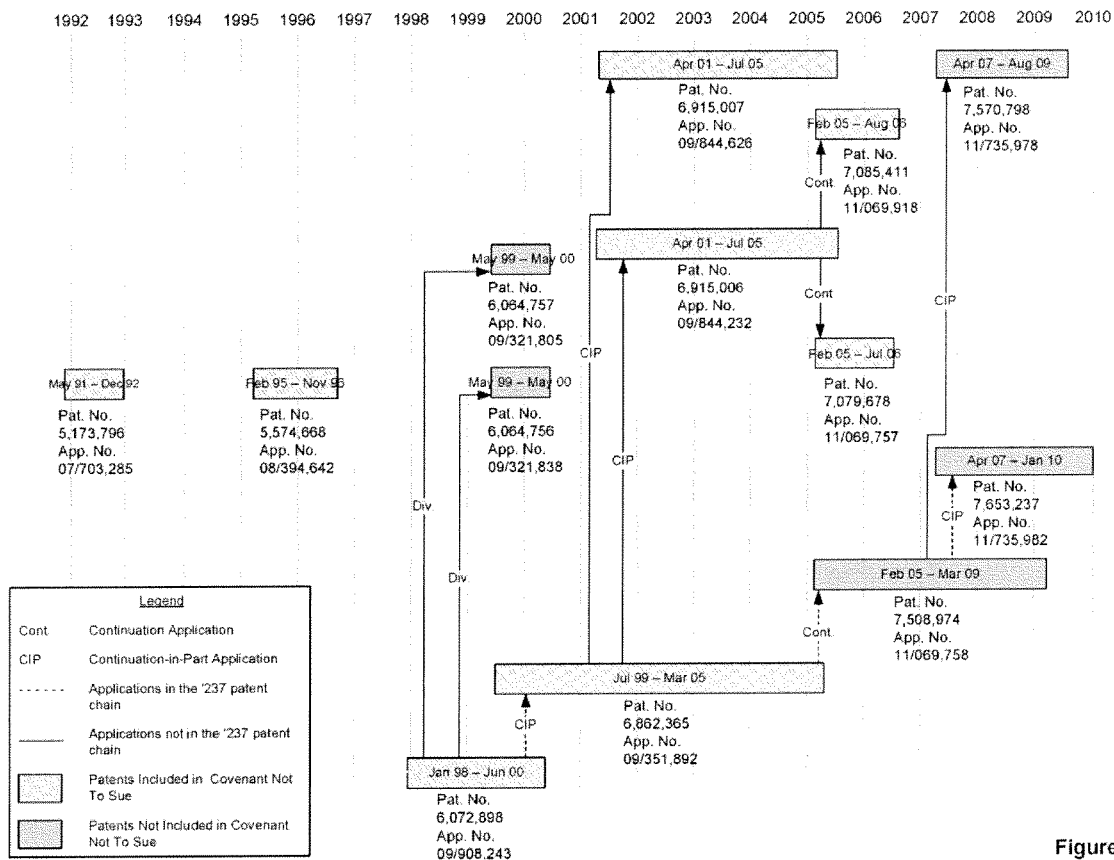 1992 1993 1994 1995 1996 1997 1998 1999 2000 2001 2002 2003 2004 2005 2006 2007 2008 2009 2010
Apr 01 – Jul 05
Pat. No.
6,915,007
App. No.
09/844,626
Apr 07 – Aug 09
Pat. No.
7,570,798
App. No.
11/735,978
Feb 05 – Aug 06
Pat. No.
7,085,411
App. No.
11/069,918
Cont.
Apr 01 – Jul 05
Pat. No.
6,915,006
App. No.
09/844,232
May 99 – May 00
Pat. No.
6,064,757
App. No.
09/321,805
Cont.
CIP
CIP
Feb 05 – Jul 06
Pat. No.
7,079,678
App. No.
11/069,757
May 91 – Dec 92
Pat. No.
5,173,796
App. No.
07/703,285
Feb 95 – Nov 96
Pat. No.
5,574,668
App. No.
08/394,642
May 99 – May 00
Pat. No.
6,064,756
App. No.
09/321,838
CIP
Apr 07 – Jan 10
Pat. No.
7,653,237
App. No.
11/735,982
Div.
CIP
Div.
Feb 05 – Mar 09
Pat. No.
7,508,974
App. No.
11/069,758
Cont.
Jul 99 – Mar 05
Pat. No.
6,862,365
App. No.
09/351,892
CIP
Jan 98 – Jun 00
Pat. No.
6,072,898
App. No.
09/908,243
Legend
Cont. Continuation Application
CIP Continuation-in-Part Application
Applications in the '237 patent
chain
Applications not in the '237 patent
chain
Patents Included in Covenant Not
To Sue
Patents Not Included in Covenant
Not To Sue
Figure